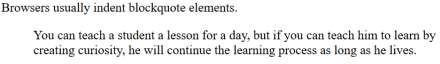 Browsers usually indent blockquote elements.
You can teach a student a lesson for a day, but if you can teach him to learn by
creating curiosity, he will continue the learning process as long as he lives.